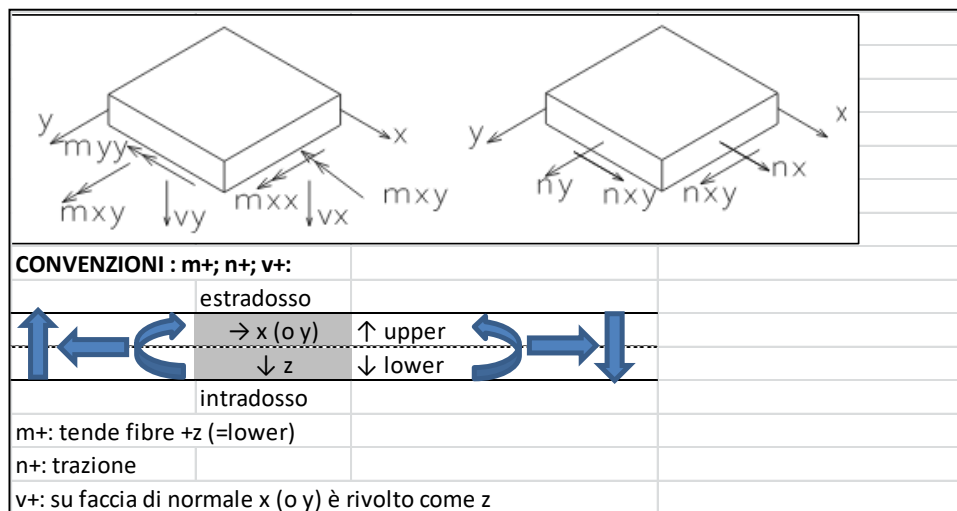 y
x
myy
mxy
vy
mxx
vx
mxy
y
x
ny
nxy
nxy
nx
CONVENZIONI : m+; n+; v+:
estradosso
→ x (o y) ↑ upper
↓ z ↓ lower
intradosso
m+: tende fibre +z (=lower)
n+: trazione
v+: su faccia di normale x (o y) è rivolto come z